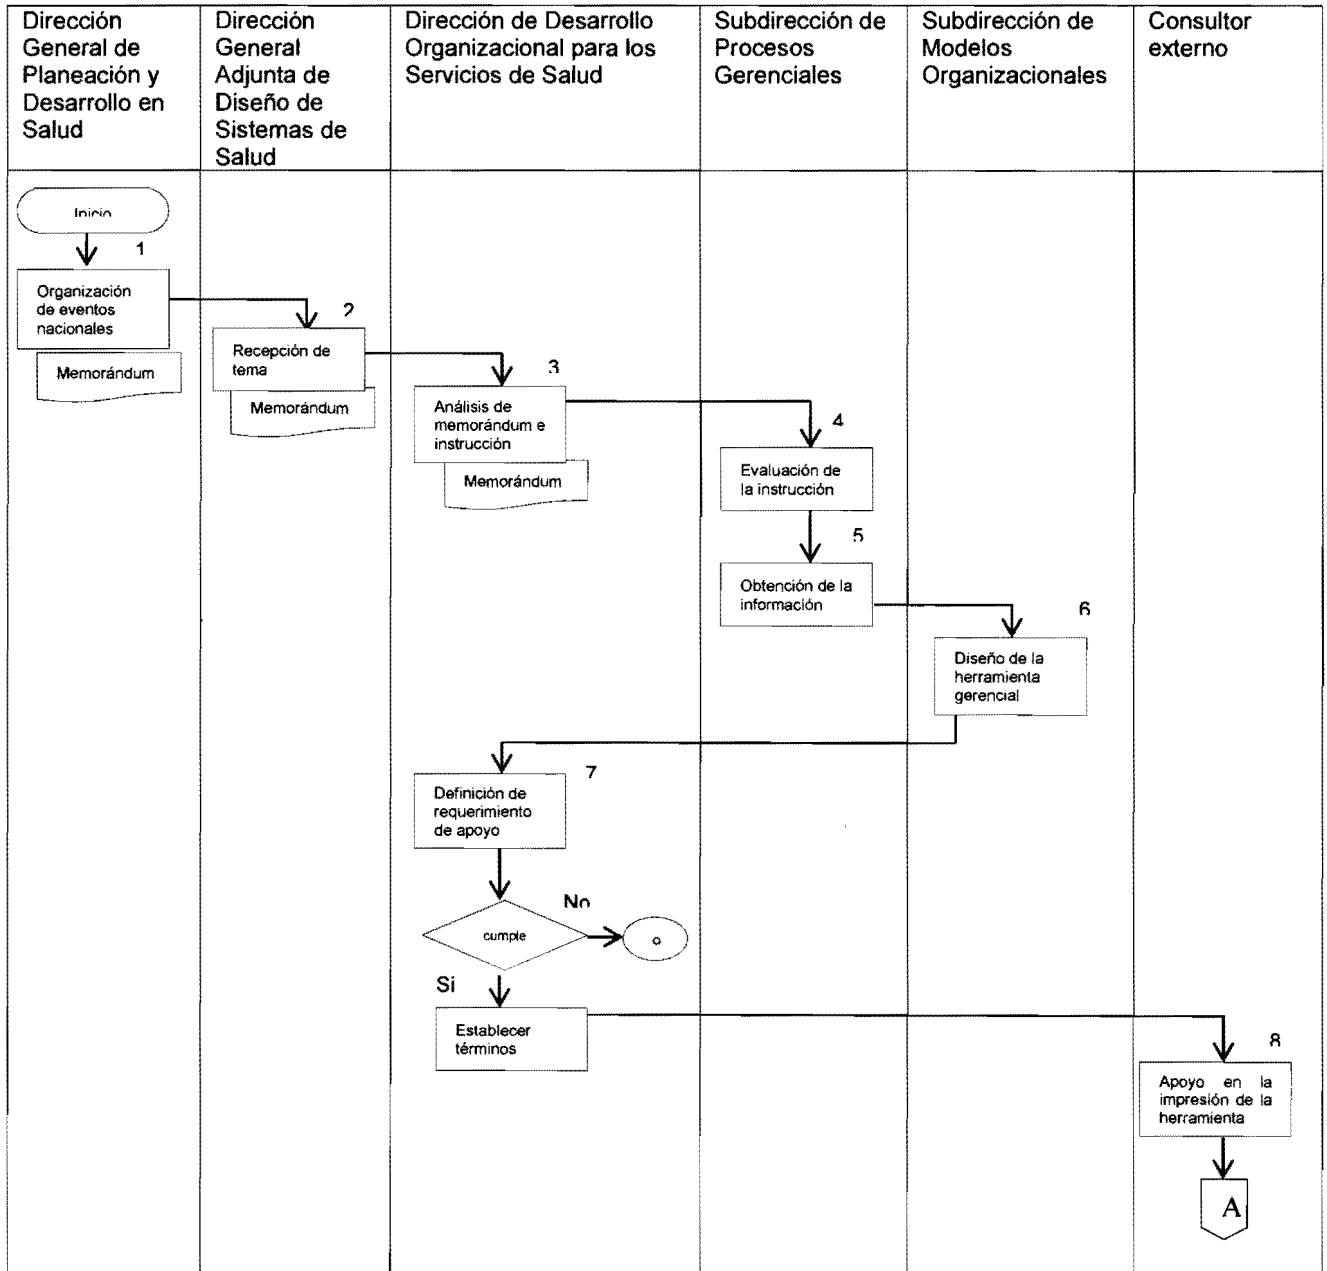 Dirección
General de
Planeación y
Desarrollo en
Salud
Dirección
General
Adjunta de
Diseño de
Sistemas de
Salud
Dirección de Desarrollo
Organizacional para los
Servicios de Salud
Subdirección de
Procesos
Gerenciales
Subdirección de
Modelos
Organizacionales
Consultor
externo
Inicio
1
Organización
de eventos
nacionales
Memorándum
2
Recepción de
tema
Memorándum
3
Análisis de
memorándum e
instrucción
Memorándum
4
Evaluación de
la instrucción
5
Obtención de la
información
6
Diseño de la
herramienta
gerencial
7
Definición de
requerimiento
de apoyo
cumple
No
Si
Establecer
términos
8
Apoyo en la
impresión de la
herramienta
A